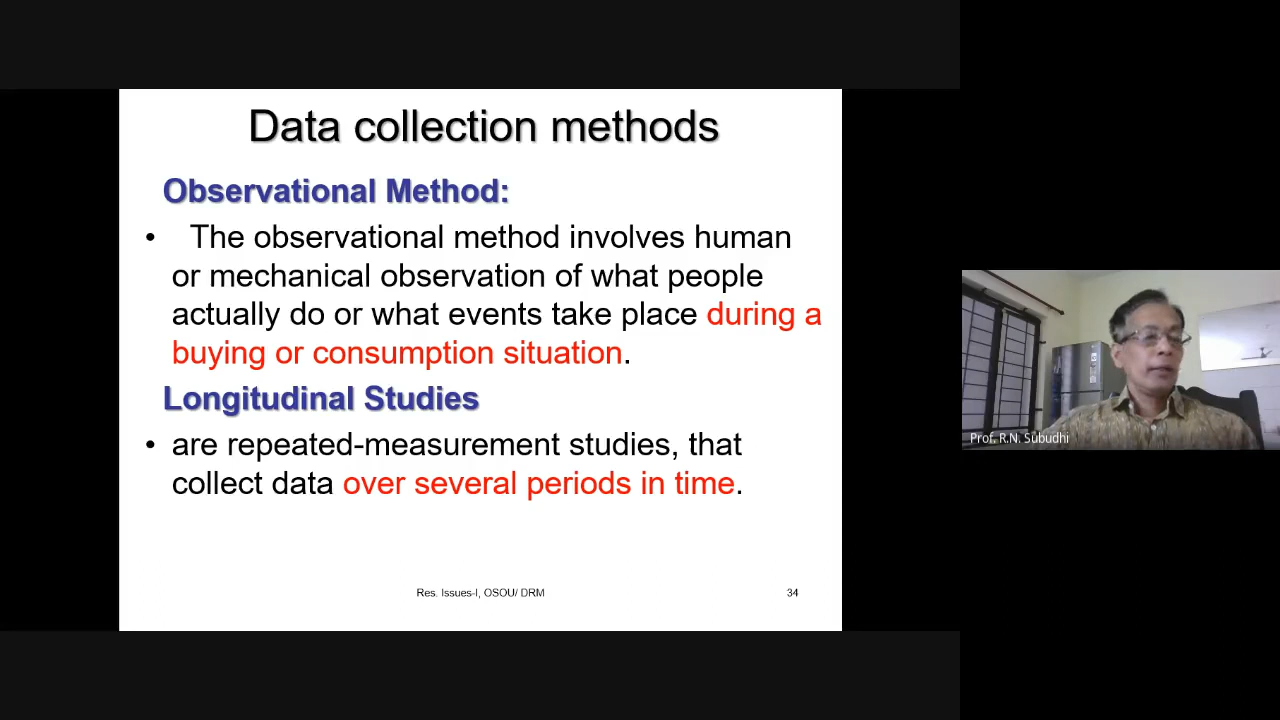 Data collection methods
Observational Method:
• The observational method involves human
or mechanical observation of what people
actually do or what events take place during a
buying or consumption situation.
Longitudinal Studies
• are repeated-measurement studies, that
collect data over several periods in time.
Res. Issues-I, OSOU/ DRM
34
Prof. R.N. Subudhi